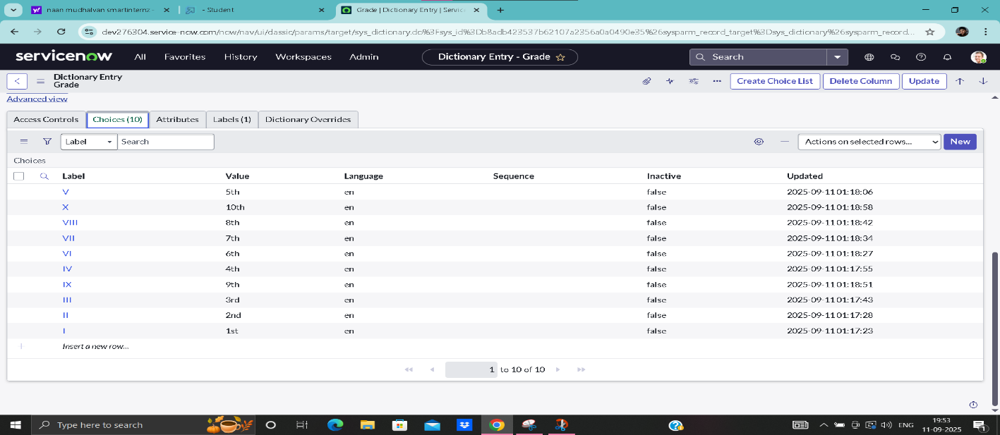 naan mudhalvan smartinternz -
- Student
Grade | Dictionary Entry | Servic
dev276304.service-now.com/now/nav/ui/classic/params/target/sys_dictionary.do%3Fsys_id%3Db8adb423537b62107a2356a0a0490e35%26sysparm_record_target%3Dsys_dictionary%26sysparm_record...
servicenow All Favorites History Workspaces Admin Dictionary Entry - Grade Search
Dictionary Entry
Grade
Create Choice List Delete Column Update
Advanced view
Access Controls Choices (10) Attributes Labels (1) Dictionary Overrides
Label Search Actions on selected rows... New
Choices
Label Value Language Sequence Inactive Updated
V 5th en false 2025-09-11 01:18:06
X 10th en false 2025-09-11 01:18:58
VIII 8th en false 2025-09-11 01:18:42
VII 7th en false 2025-09-11 01:18:34
VI 6th en false 2025-09-11 01:18:27
IV 4th en false 2025-09-11 01:17:55
IX 9th en false 2025-09-11 01:18:51
III 3rd en false 2025-09-11 01:17:43
II 2nd en false 2025-09-11 01:17:28
I 1st en false 2025-09-11 01:17:23
Insert a new row...
1 to 10 of 10
Type here to search
ENG
19:53
11-09-2025
1